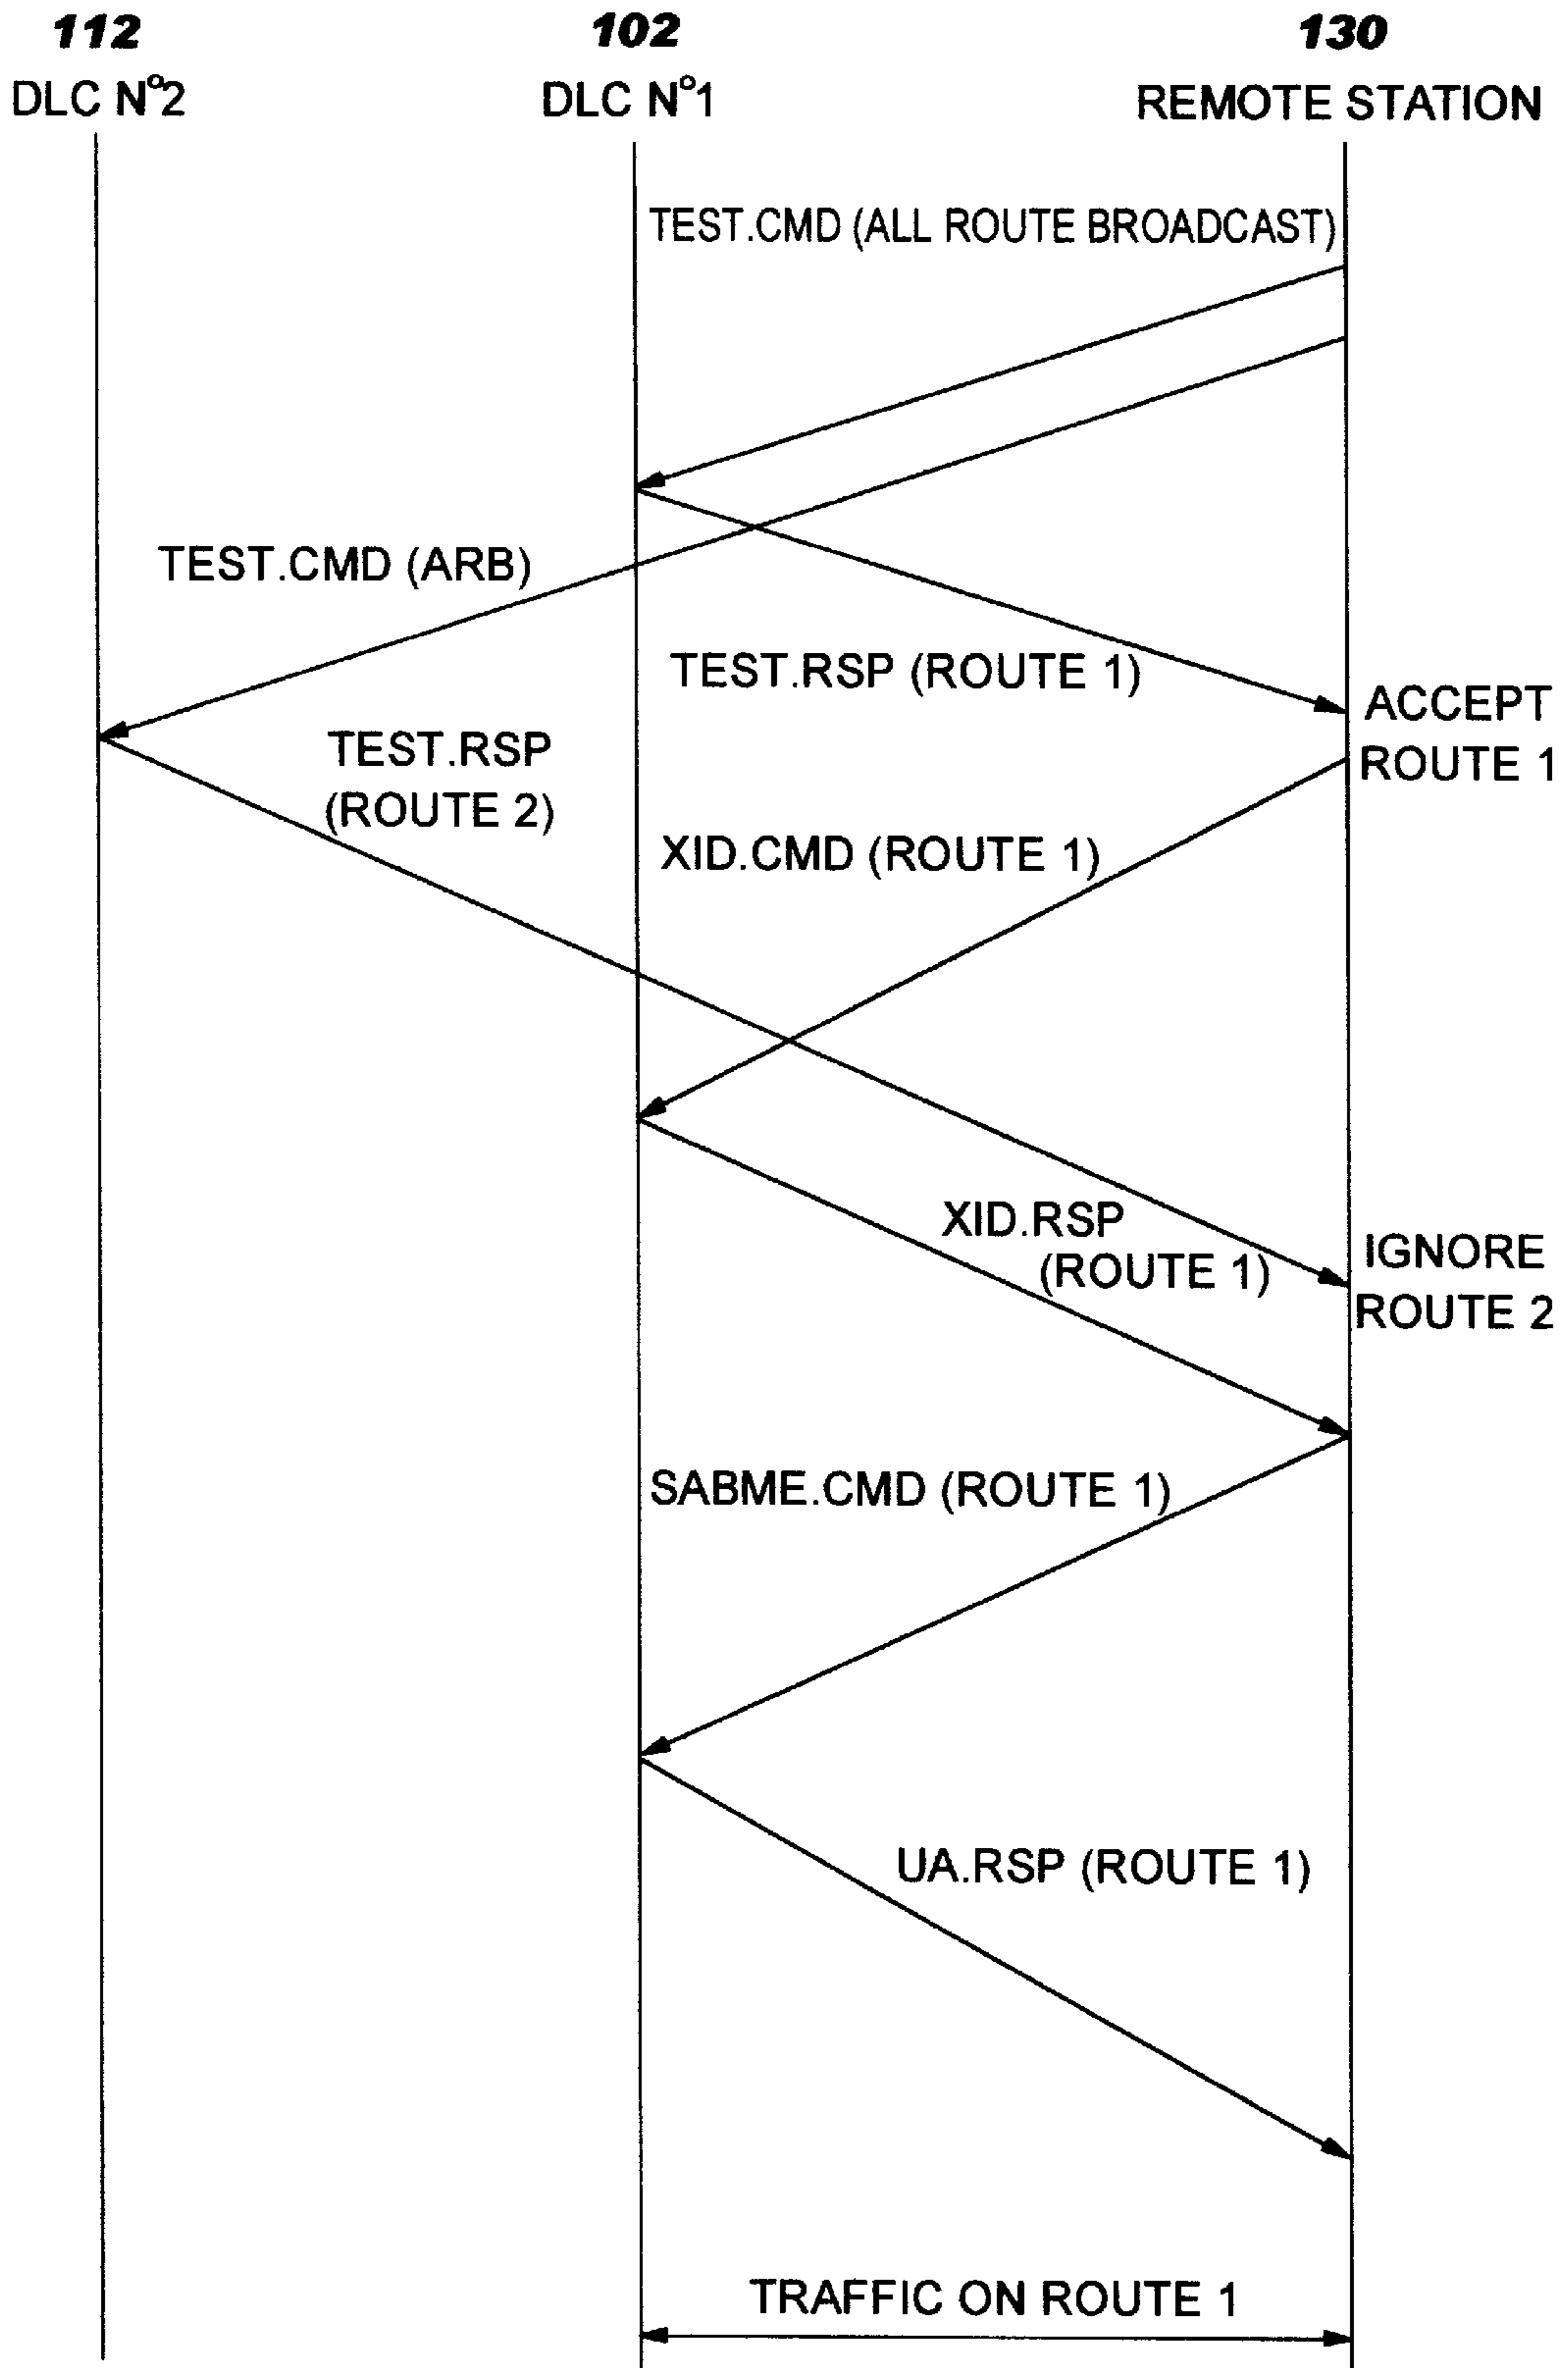 112
102
130
DLC N°2
DLC N°1
REMOTE STATION
TEST.CMD (ALL ROUTE BROADCAST)
TEST.CMD (ARB)
TEST.RSP (ROUTE 1)
ACCEPT
ROUTE 1
TEST.RSP
(ROUTE 2)
XID.CMD (ROUTE 1)
XID.RSP
(ROUTE 1)
IGNORE
ROUTE 2
SABME.CMD (ROUTE 1)
UA.RSP (ROUTE 1)
TRAFFIC ON ROUTE 1